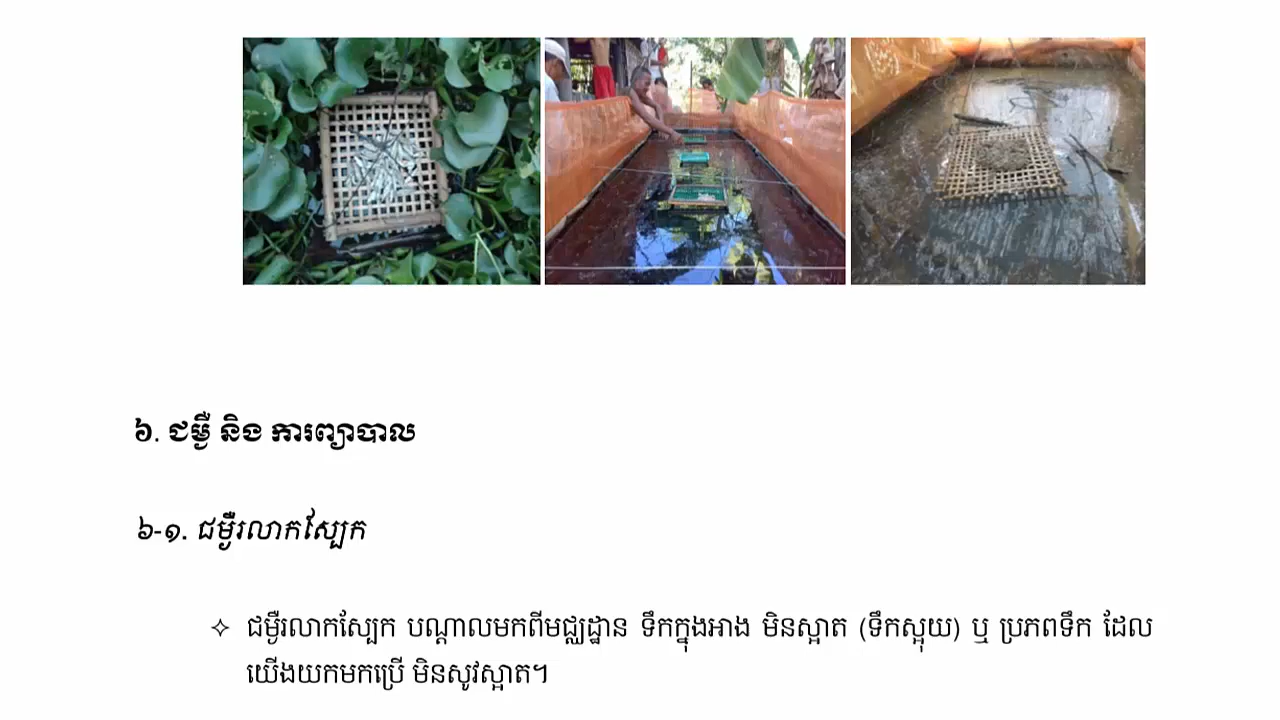 ៦. ជម្ងឺ និង ការព្យាបាល
៦-១. ជម្ងឺរលាកស្បែក
✧ ជម្ងឺរលាកស្បែក បណ្តាលមកពីមជ្ឈដ្ឋាន ទឹកក្នុងអាង មិនស្អាត (ទឹកស្អុយ) ឬ ប្រភពទឹក ដែល
យើងយកមកប្រើ មិនសូវស្អាត។